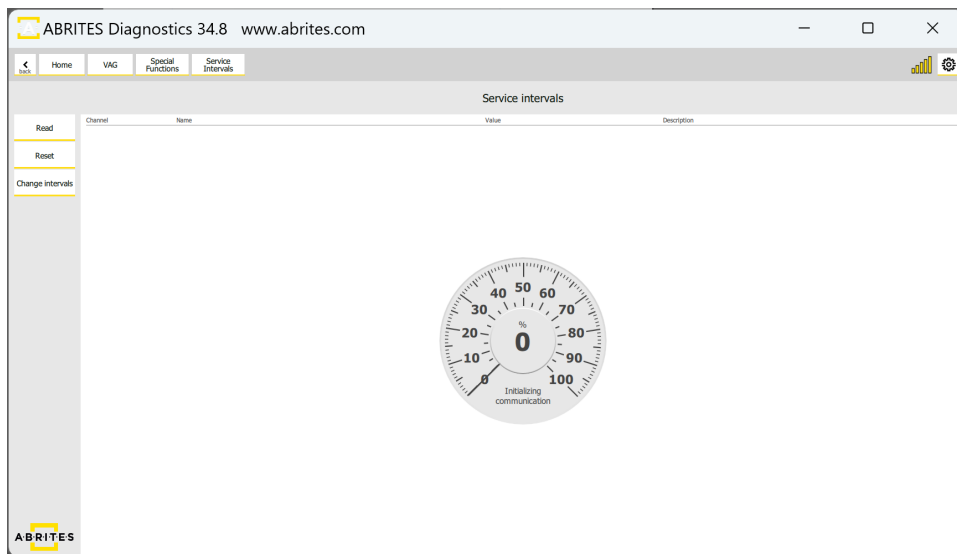 ABRITES Diagnostics 34.8 www.abrites.com
back
Home
VAG
Special
Functions
Service
Intervals
Service intervals
Read
Reset
Change intervals
Channel Name Value Description
0
10
20
30
40
50
60
70
80
90
100
%
0
Initializing
communication
A·B·R·I·T·E·S